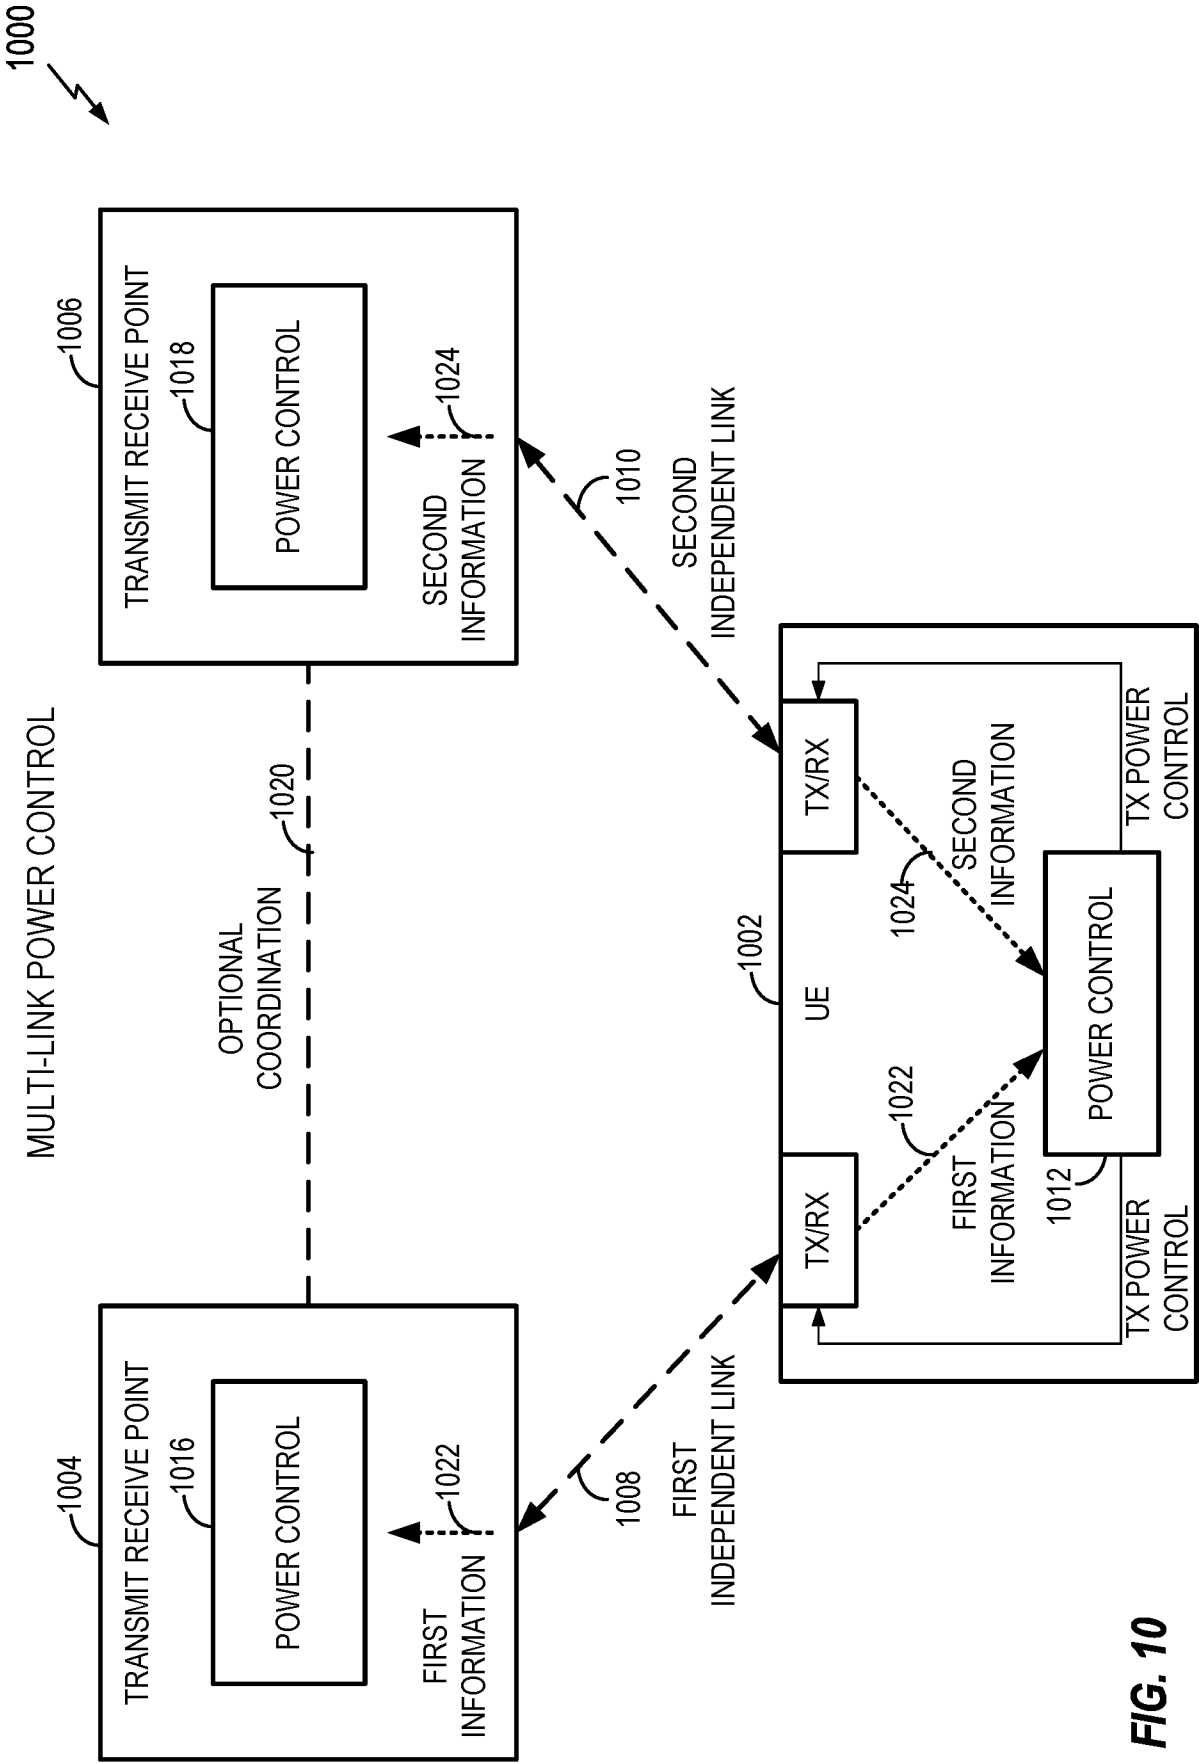 MULTI-LINK POWER CONTROL
1000
1004
TRANSMIT RECEIVE POINT
1016
POWER CONTROL
FIRST
INFORMATION
1022
OPTIONAL
COORDINATION
1020
1006
TRANSMIT RECEIVE POINT
1018
POWER CONTROL
SECOND
INFORMATION
1024
1008
FIRST
INDEPENDENT LINK
1010
SECOND
INDEPENDENT LINK
1002
UE
TX/RX
TX/RX
1022
FIRST
INFORMATION
1024
SECOND
INFORMATION
1012
POWER CONTROL
TX POWER
CONTROL
TX POWER
CONTROL
FIG. 10